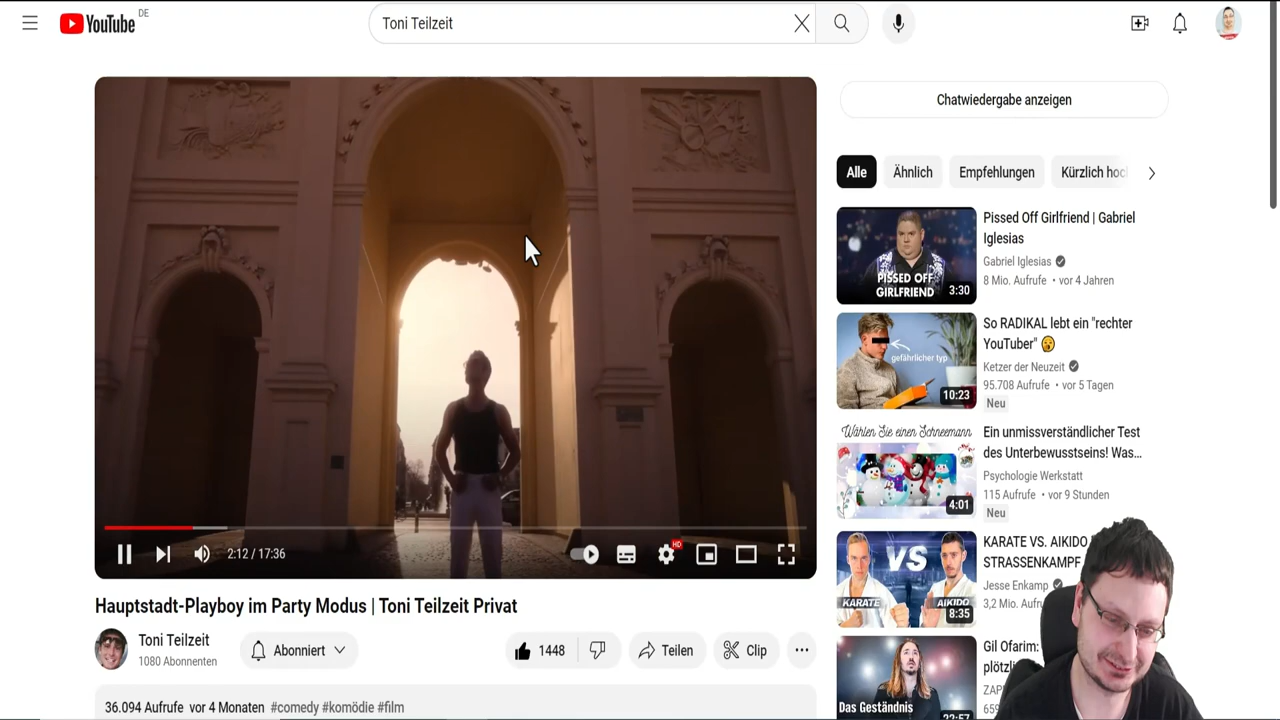 YouTube DE
Toni Teilzeit
Chatwiedergabe anzeigen
Alle
Ähnlich
Empfehlungen
Kürzlich hoc
PISSED OFF
GIRLFRIEND
3:30
Pissed Off Girlfriend | Gabriel
Iglesias
Gabriel Iglesias
8 Mio. Aufrufe • vor 4 Jahren
gefährlicher typ
10:23
So RADIKAL lebt ein "rechter
YouTuber"
Ketzer der Neuzeit
95.708 Aufrufe • vor 5 Tagen
Neu
Wählen Sie einen Schneemann
4:01
Ein unmissverständlicher Test
des Unterbewusstseins! Was...
Psychologie Werkstatt
115 Aufrufe • vor 9 Stunden
Neu
VS
KARATE
AIKIDO
8:35
KARATE VS. AIKIDO
STRASSENKAMPF
Jesse Enkamp
3,2 Mio. Aufr
Das Geständnis
22:57
Gil Ofarim:
plötzli
ZAP
659
2:12 / 17:36
HD
Hauptstadt-Playboy im Party Modus | Toni Teilzeit Privat
Toni Teilzeit
1080 Abonnenten
Abonniert
1448
Teilen
Clip
36.094 Aufrufe vor 4 Monaten #comedy #komödie #film